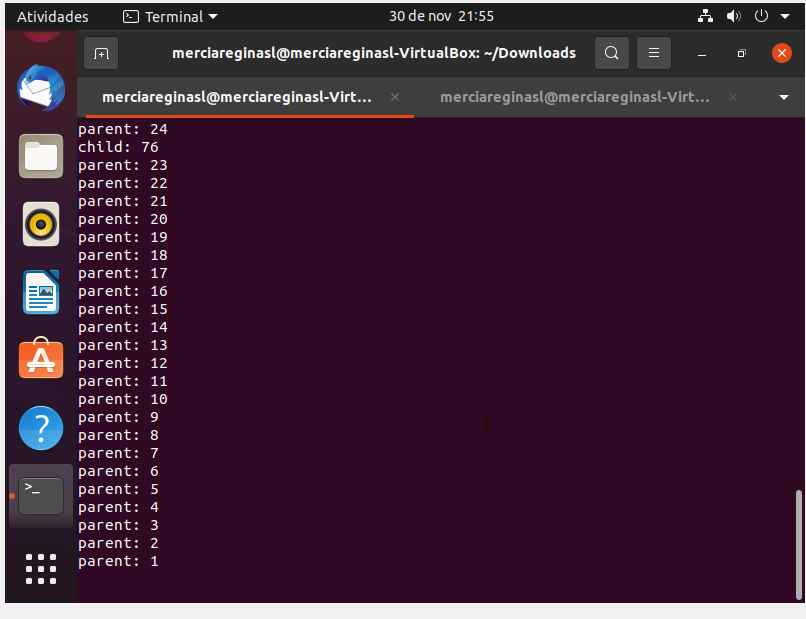 Atividades
Terminal
30 de nov 21:55
merciareginasl@merciareginasl-VirtualBox: ~/Downloads
merciareginasl@merciareginasl-Virt...
merciareginasl@merciareginasl-Virt...
parent: 24
child: 76
parent: 23
parent: 22
parent: 21
parent: 20
parent: 19
parent: 18
parent: 17
parent: 16
parent: 15
parent: 14
parent: 13
parent: 12
parent: 11
parent: 10
parent: 9
parent: 8
parent: 7
parent: 6
parent: 5
parent: 4
parent: 3
parent: 2
parent: 1